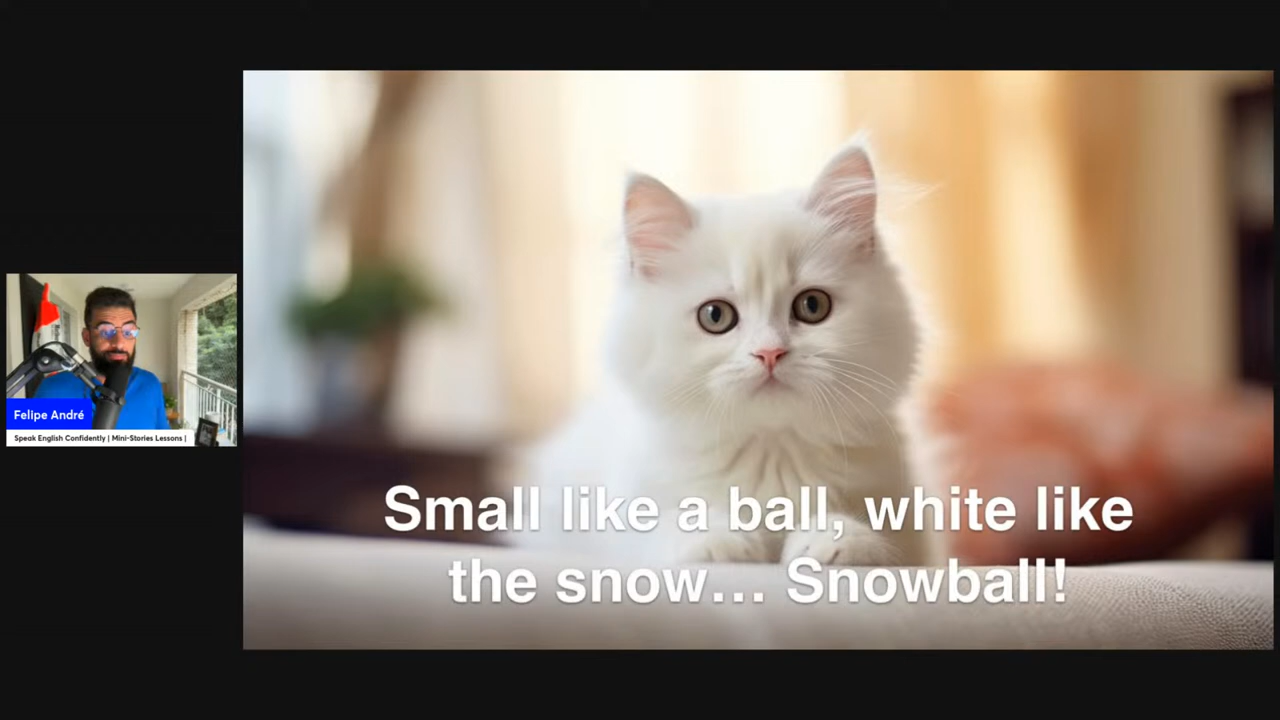 Felipe André
Speak English Confidently | Mini-Stories Lessons |
Small like a ball, white like
the snow... Snowball!